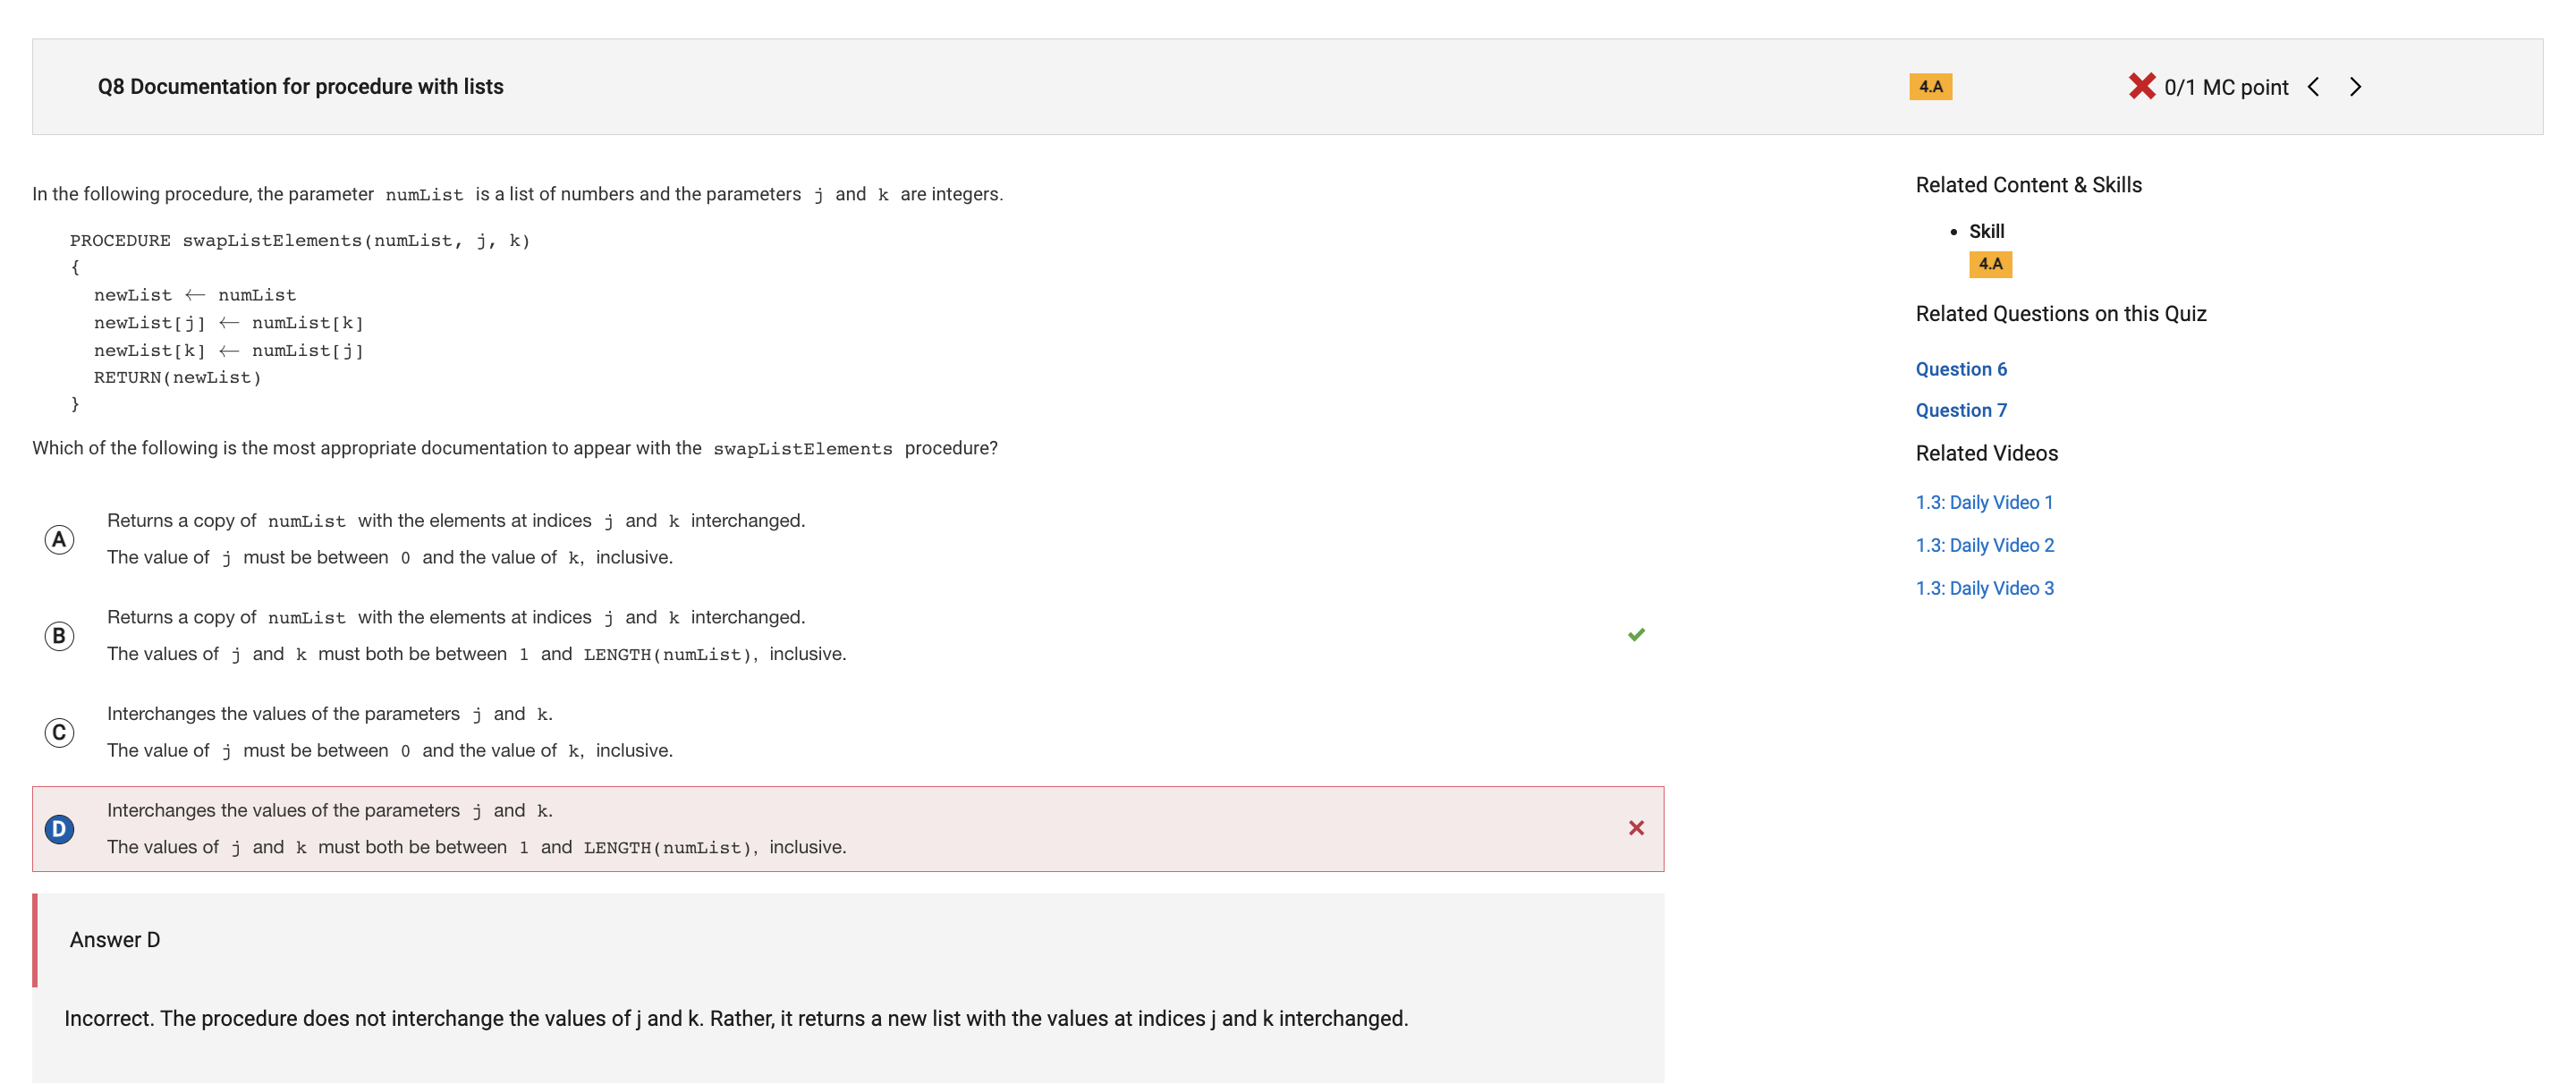 Q8 Documentation for procedure with lists
4.A
0/1 MC point
In the following procedure, the parameter numList is a list of numbers and the parameters j and k are integers.
PROCEDURE swapListElements(numList, j, k)
{
newList ← numList
newList[j] ← numList[k]
newList[k] ← numList[j]
RETURN(newList)
}
Which of the following is the most appropriate documentation to appear with the swapListElements procedure?
A
Returns a copy of numList with the elements at indices j and k interchanged.
The value of j must be between 0 and the value of k, inclusive.
B
Returns a copy of numList with the elements at indices j and k interchanged.
The values of j and k must both be between 1 and LENGTH(numList), inclusive.
C
Interchanges the values of the parameters j and k.
The value of j must be between 0 and the value of k, inclusive.
D
Interchanges the values of the parameters j and k.
The values of j and k must both be between 1 and LENGTH(numList), inclusive.
Answer D
Incorrect. The procedure does not interchange the values of j and k. Rather, it returns a new list with the values at indices j and k interchanged.
Related Content & Skills
• Skill
4.A
Related Questions on this Quiz
Question 6
Question 7
Related Videos
1.3: Daily Video 1
1.3: Daily Video 2
1.3: Daily Video 3